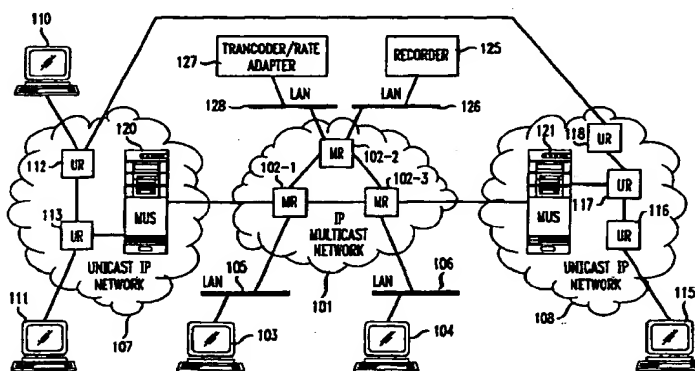 110
TRANCODER/RATE
ADAPTER
127
RECORDER
125
LAN
128
LAN
126
120
121
118
UR
112
UR
MR
102-2
102-1
102-3
UR
117
113
UR
MUS
MR
MR
MUS
UR
116
IP
MULTICAST
NETWORK
101
UNICAST IP
NETWORK
107
UNICAST IP
NETWORK
108
LAN
105
LAN
106
111
103
104
115